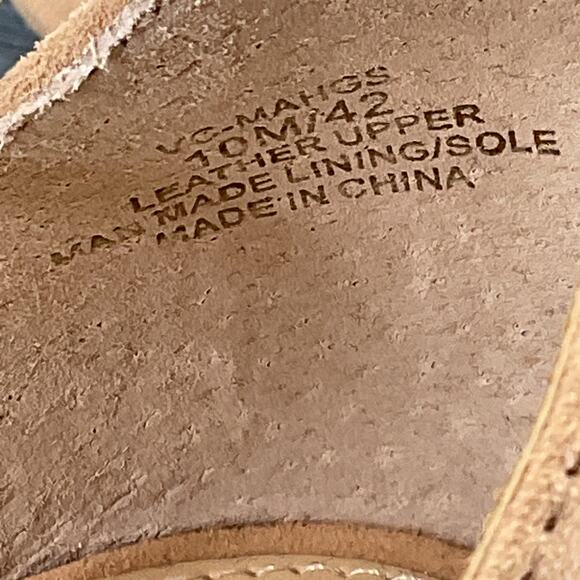 VC-MAHGS
10M/42
LEATHER UPPER
MAN MADE LINING/SOLE
MADE IN CHINA